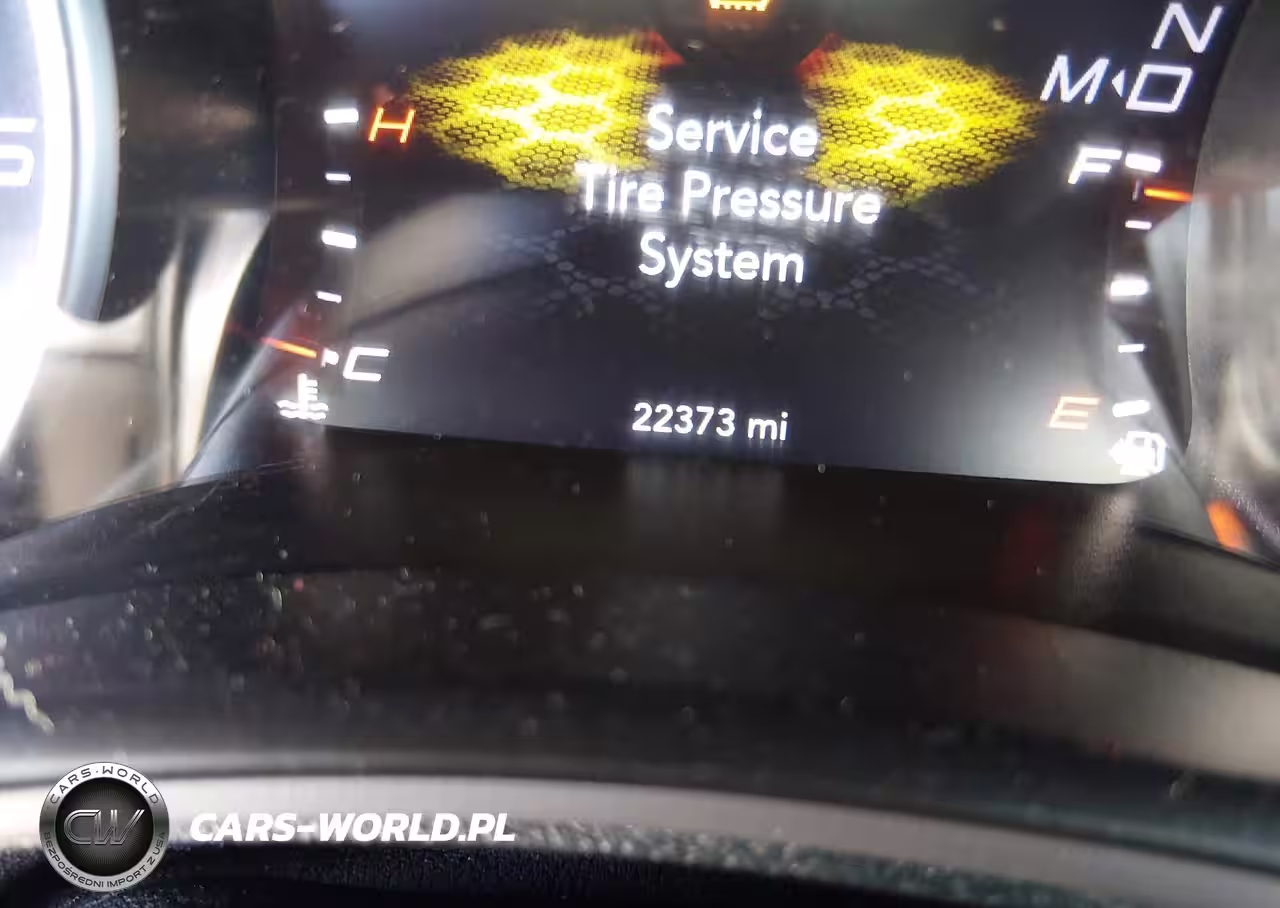 N
M D
H
F
Service
Tire Pressure
System
C
E
22373 mi
CARS-WORLD
CW
BEZPOŚREDNI IMPORT Z USA
CARS-WORLD.PL